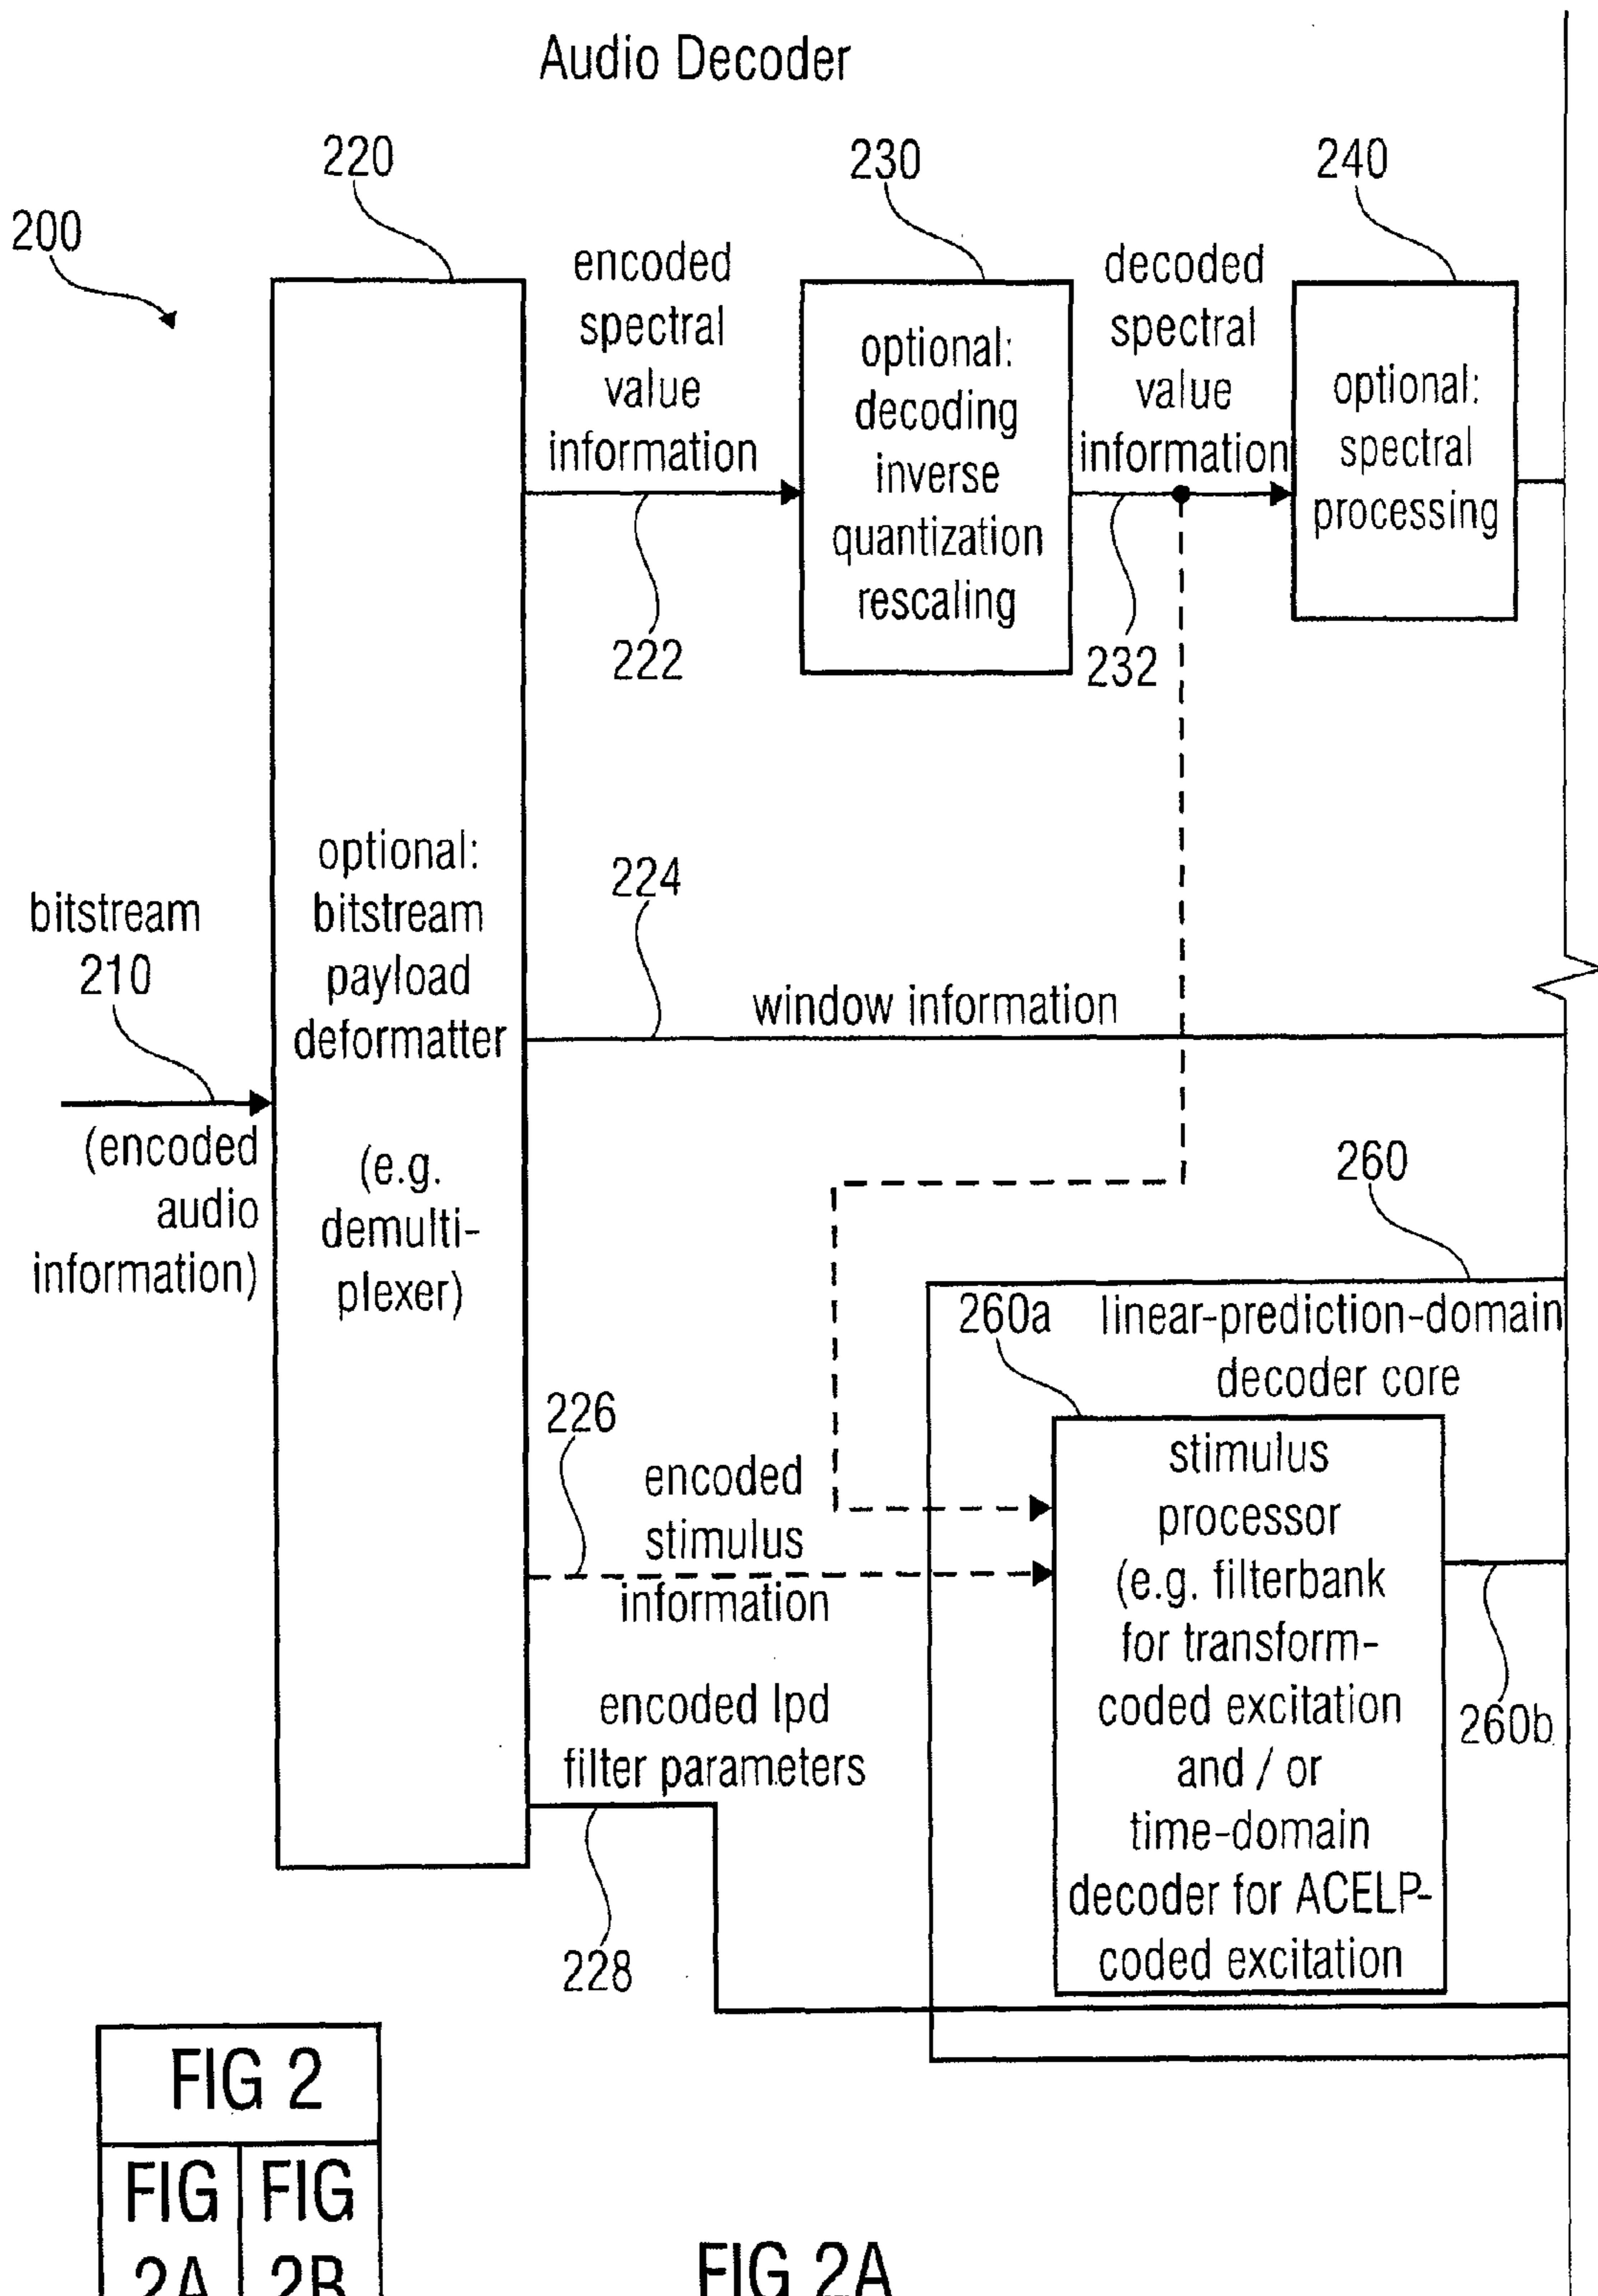 Audio Decoder
200
220
230
240
encoded
spectral
value
information
222
optional:
decoding
inverse
quantization
rescaling
decoded
spectral
value
information
232
optional:
spectral
processing
bitstream
210
(encoded
audio
information)
optional:
bitstream
payload
deformatter
(e.g.
demulti-
plexer)
224
window information
260
260a
linear-prediction-domain
decoder core
226
encoded
stimulus
information
stimulus
processor
(e.g. filterbank
for transform-
coded excitation
and / or
time-domain
decoder for ACELP-
coded excitation
260b
encoded lpd
filter parameters
228
FIG 2
FIG
2A
FIG
2B
FIG 2A